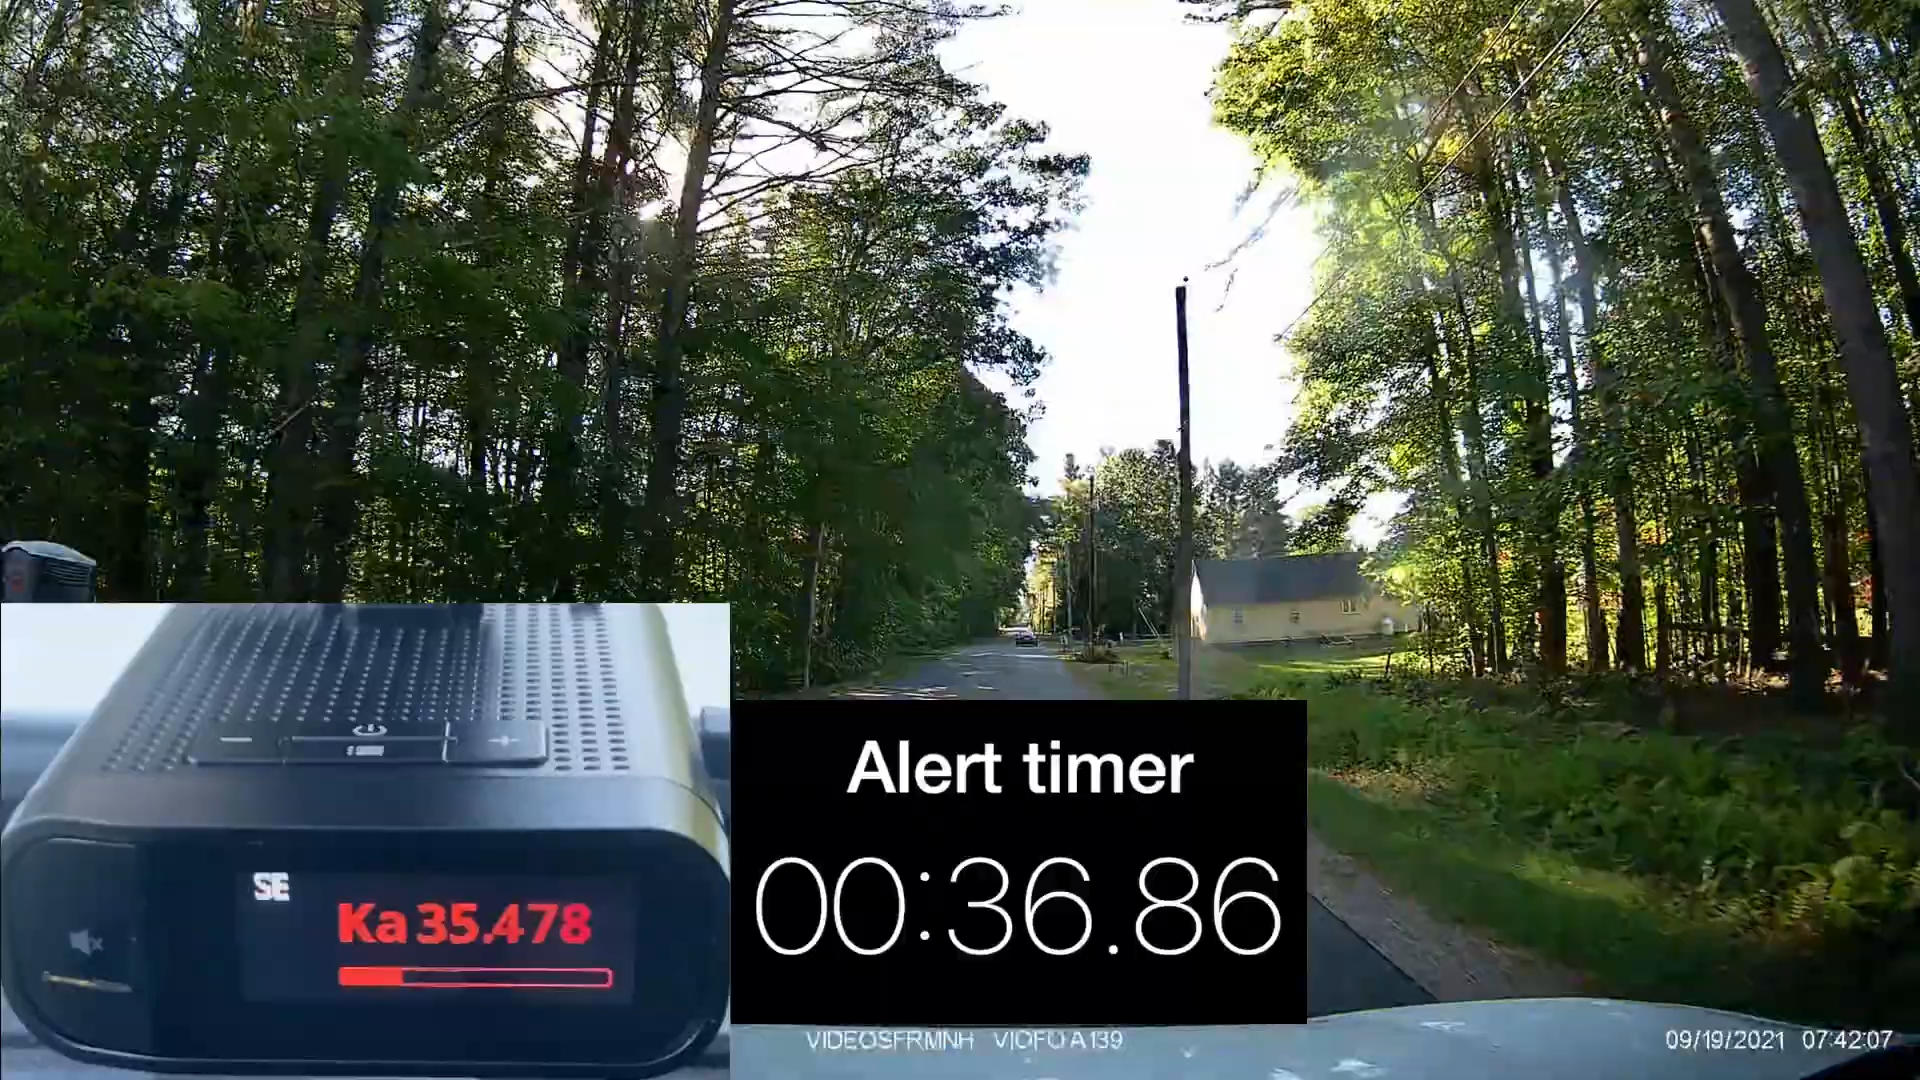 SE
Ka 35.478
Alert timer
00:36.86
VIDEOSFRMNH VIOFO A139
09/19/2021 07:42:07